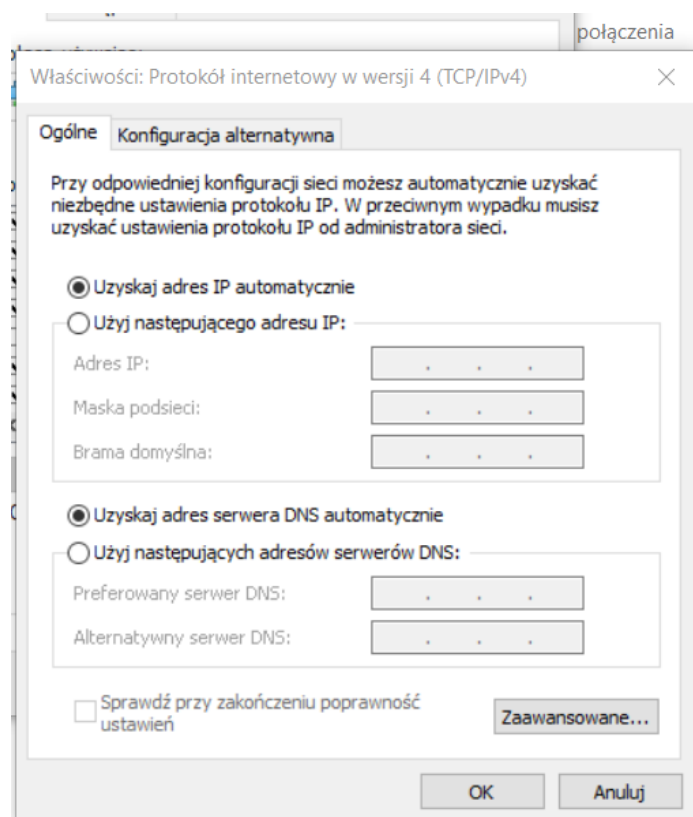 połączenia
Właściwości: Protokół internetowy w wersji 4 (TCP/IPv4)
Ogólne
Konfiguracja alternatywna
Przy odpowiedniej konfiguracji sieci możesz automatycznie uzyskać
niezbędne ustawienia protokołu IP. W przeciwnym wypadku musisz
uzyskać ustawienia protokołu IP od administratora sieci.
Uzyskaj adres IP automatycznie
Użyj następującego adresu IP:
Adres IP:
Maska podsieci:
Brama domyślna:
Uzyskaj adres serwera DNS automatycznie
Użyj następujących adresów serwerów DNS:
Preferowany serwer DNS:
Alternatywny serwer DNS:
Sprawdź przy zakończeniu poprawność
ustawień
Zaawansowane...
OK
Anuluj